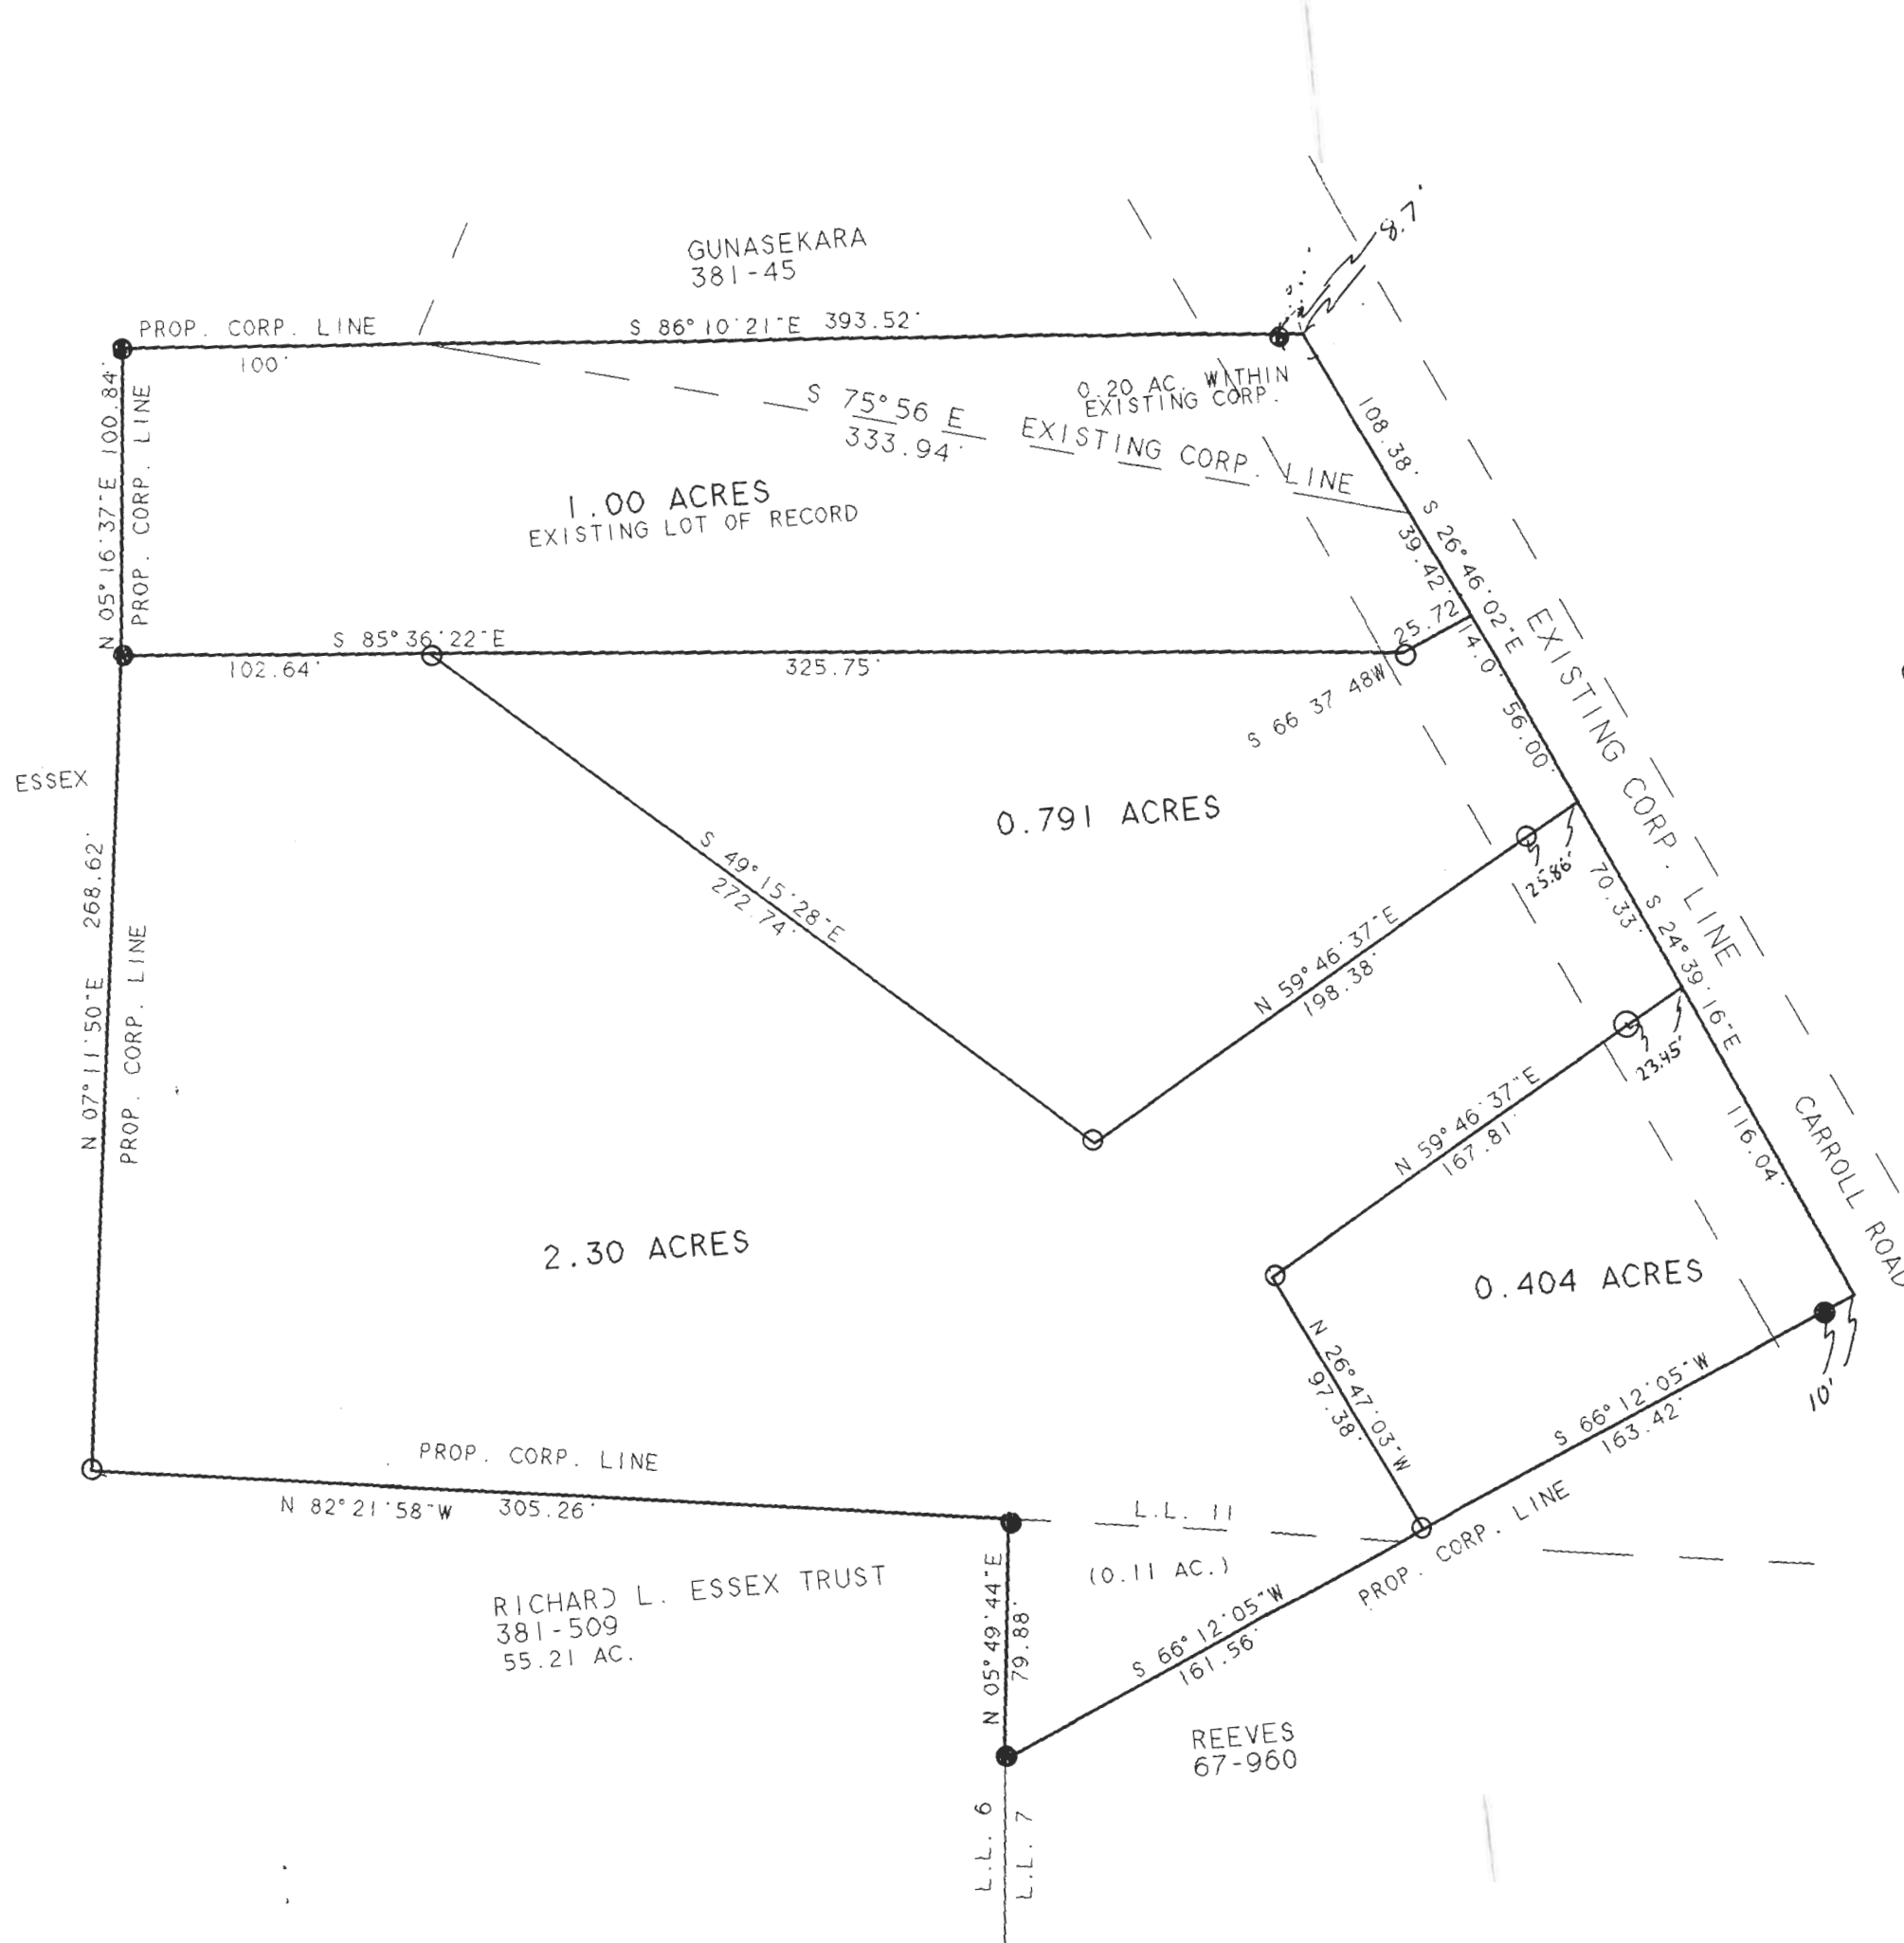 8.7'
GUNASEKARA
381-45
PROP. CORP. LINE
S 86°10'21"E 393.52'
100'
0.20 AC. WITHIN
EXISTING CORP.
S 75°56 E
333.94'
EXISTING CORP. LINE
N 05°16'37"E 100.84'
PROP. CORP. LINE
1.00 ACRES
EXISTING LOT OF RECORD
108.38'
S 26°46'02"E
39.42'
25.72
14.0'
56.00'
S 85°36'22"E
102.64'
325.75'
S 66 37 48W
EXISTING CORP. LINE
ESSEX
0.791 ACRES
N 07°11'50"E 268.62'
PROP. CORP. LINE
S 49°15'28"E
272.74'
25.86'
70.33'
S 24°39'16"E
N 59°46'37"E
198.38'
23.45'
N 59°46'37"E
167.81'
116.04'
CARROLL ROAD
2.30 ACRES
0.404 ACRES
N 26°47'03"W
97.38'
S 66°12'05"W
163.42'
10'
PROP. CORP. LINE
N 82°21'58"W 305.26'
L.L. 11
(0.11 AC.)
PROP. CORP. LINE
RICHARD L. ESSEX TRUST
381-509
55.21 AC.
N 05°49'44"E
79.88'
S 66°12'05"W
161.56'
REEVES
67-960
L.L. 6
L.L. 7